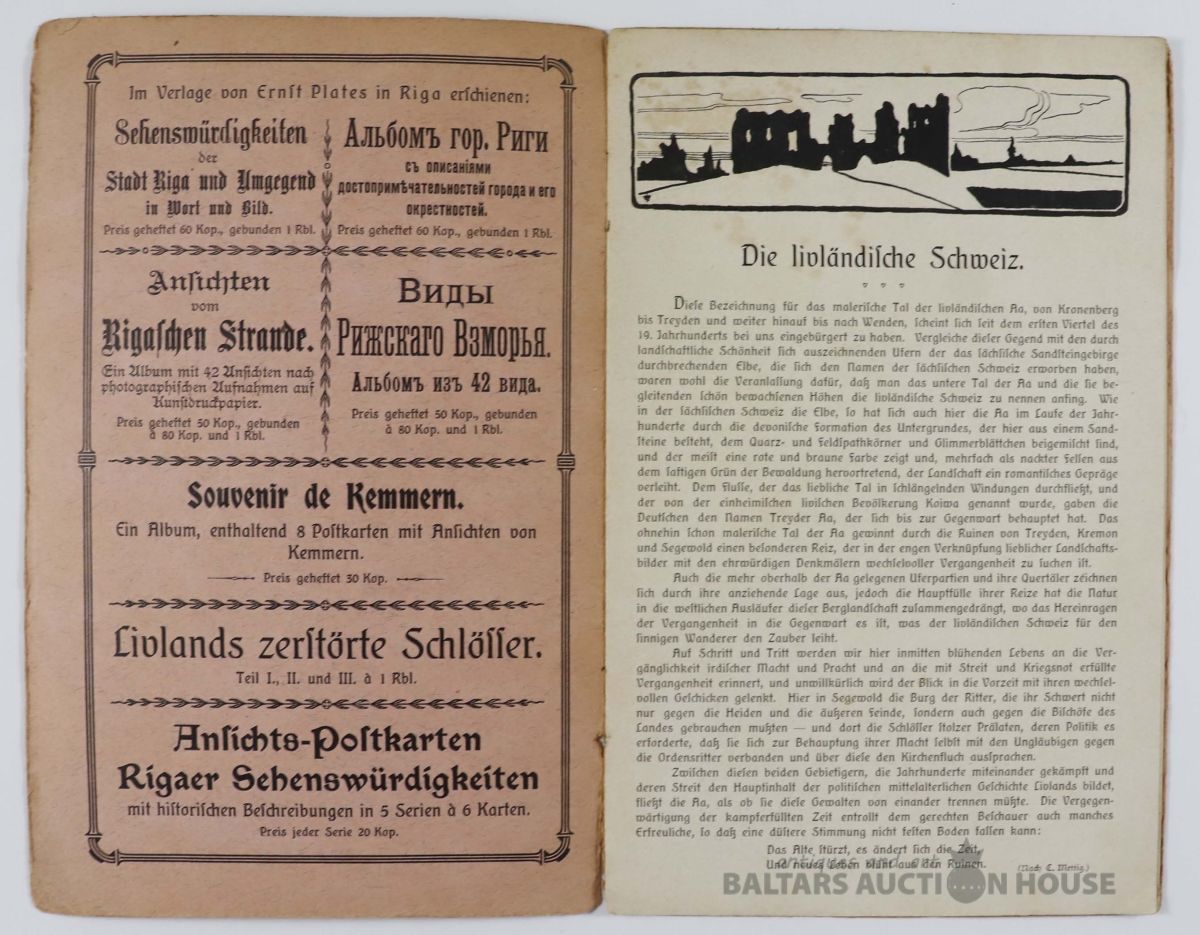 Im Verlage von Ernſt Plates in Riga erſchienen:
Sehenswürdigkeiten
der
Stadt Riga und Umgegend
in Wort und Bild.
Preis geheftet 60 Kop., gebunden 1 Rbl.
Альбомъ гор. Риги
съ описаніями
достопримѣчательностей города и его
окрестностей.
Preis geheftet 60 Kop., gebunden 1 Rbl.
Anſichten
vom
Rigaſchen Strande.
Ein Album mit 42 Anſichten nach
photographiſchen Aufnahmen auf
Kunſtdruckpapier.
Preis geheftet 50 Kop., gebunden
à 80 Kop. und 1 Rbl.
Виды
Рижскаго Взморья.
Альбомъ изъ 42 вида.
Preis geheftet 50 Kop., gebunden
à 80 Kop. und 1 Rbl.
Souvenir de Kemmern.
Ein Album, enthaltend 8 Poſtkarten mit Anſichten von
Kemmern.
Preis geheftet 30 Kop.
Livlands zerſtörte Schlöſſer.
Teil I., II. und III. à 1 Rbl.
Anſichts-Poſtkarten
Rigaer Sehenswürdigkeiten
mit hiſtoriſchen Beſchreibungen in 5 Serien à 6 Karten.
Preis jeder Serie 20 Kop.
Die livländiſche Schweiz.
Dieſe Bezeichnung für das maleriſche Tal der livländiſchen Aa, von Kronenberg
bis Treyden und weiter hinauf bis nach Wenden, ſcheint ſich ſeit dem erſten Viertel des
19. Jahrhunderts bei uns eingebürgert zu haben. Vergleiche dieſer Gegend mit den durch
landſchaftliche Schönheit ſich auszeichnenden Ufern der das ſächſiſche Sandſteingebirge
durchbrechenden Elbe, die ſich den Namen der ſächſiſchen Schweiz erworben haben,
waren wohl die Veranlaſſung dafür, daß man das untere Tal der Aa und die ſie be-
gleitenden ſchön bewachſenen Höhen die livländiſche Schweiz zu nennen anfing. Wie
in der ſächſiſchen Schweiz die Elbe, ſo hat ſich auch hier die Aa im Laufe der Jahr-
hunderte durch die devoniſche Formation des Untergrundes, der hier aus einem Sand-
ſteine beſteht, dem Quarz- und Feldſpathkörner und Glimmerblättchen beigemiſcht ſind,
und der meiſt eine rote und braune Farbe zeigt und, mehrfach als nackter Felſen aus
dem ſaftigen Grün der Bewaldung hervortretend, der Landſchaft ein romantiſches Gepräge
verleiht. Dem Fluſſe, der das liebliche Tal in ſchlängelnden Windungen durchfließt, und
der von der einheimiſchen liviſchen Bevölkerung Koiwa genannt wurde, gaben die
Deutſchen den Namen Treyder Aa, der ſich bis zur Gegenwart behauptet hat. Das
ohnehin ſchon maleriſche Tal der Aa gewinnt durch die Ruinen von Treyden, Kremon
und Segewold einen beſonderen Reiz, der in der engen Verknüpfung lieblicher Landſchafts-
bilder mit den ehrwürdigen Denkmälern wechſelvoller Vergangenheit zu ſuchen iſt.
Auch die mehr oberhalb der Aa gelegenen Uferpartien und ihre Quertäler zeichnen
ſich durch ihre anziehende Lage aus, jedoch die Hauptfülle ihrer Reize hat die Natur
in die weſtlichen Ausläufer dieſer Berglandſchaft zuſammengedrängt, wo das Hereinragen
der Vergangenheit in die Gegenwart es iſt, was der livländiſchen Schweiz für den
ſinnigen Wanderer den Zauber leiht.
Auf Schritt und Tritt werden wir hier inmitten blühenden Lebens an die Ver-
gänglichkeit irdiſcher Macht und Pracht und an die mit Streit und Kriegsnot erfüllte
Vergangenheit erinnert, und unwillkürlich wird der Blick in die Vorzeit mit ihren wechſel-
vollen Geſchicken gelenkt. Hier in Segewold die Burg der Ritter, die ihr Schwert nicht
nur gegen die Heiden und die äußeren Feinde, ſondern auch gegen die Biſchöfe des
Landes gebrauchen mußten — und dort die Schlöſſer ſtolzer Prälaten, deren Politik es
erforderte, daß ſie ſich zur Behauptung ihrer Macht ſelbſt mit den Ungläubigen gegen
die Ordensritter verbanden und über dieſe den Kirchenfluch ausſprachen.
Zwiſchen dieſen beiden Gebietigern, die Jahrhunderte miteinander gekämpft und
deren Streit den Hauptinhalt der politiſchen mittelalterlichen Geſchichte Livlands bildet,
fließt die Aa, als ob ſie dieſe Gewalten von einander trennen müßte. Die Vergegen-
wärtigung der kampferfüllten Zeit entrollt dem gerechten Beſchauer auch manches
Erfreuliche, ſo daß eine düſtere Stimmung nicht feſten Boden faſſen kann:
Das Alte ſtürzt, es ändert ſich die Zeit,
Und neues Leben blüht aus den Ruinen.
(Nach C. Mettig.)
antiques and art
BALTARS AUCTION HOUSE